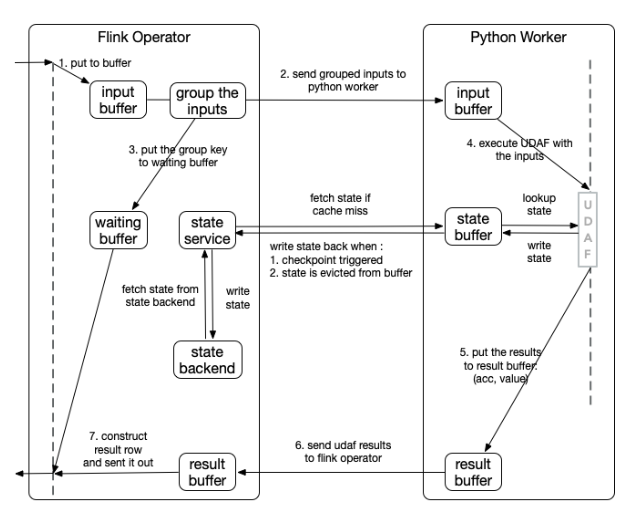 Flink Operator
Python Worker
1. put to buffer
input
buffer
group the
inputs
2. send grouped inputs to
python worker
input
buffer
3. put the group key
to waiting buffer
4. execute UDAF with
the inputs
waiting
buffer
state
service
fetch state if
cache miss
state
buffer
lookup
state
write
state
U
D
A
F
write state back when :
1. checkpoint triggered
2. state is evicted from buffer
fetch state from
state backend
write
state
state
backend
5. put the results
to result buffer:
(acc, value)
7. construct
result row
and sent it out
result
buffer
6. send udaf results
to flink operator
result
buffer